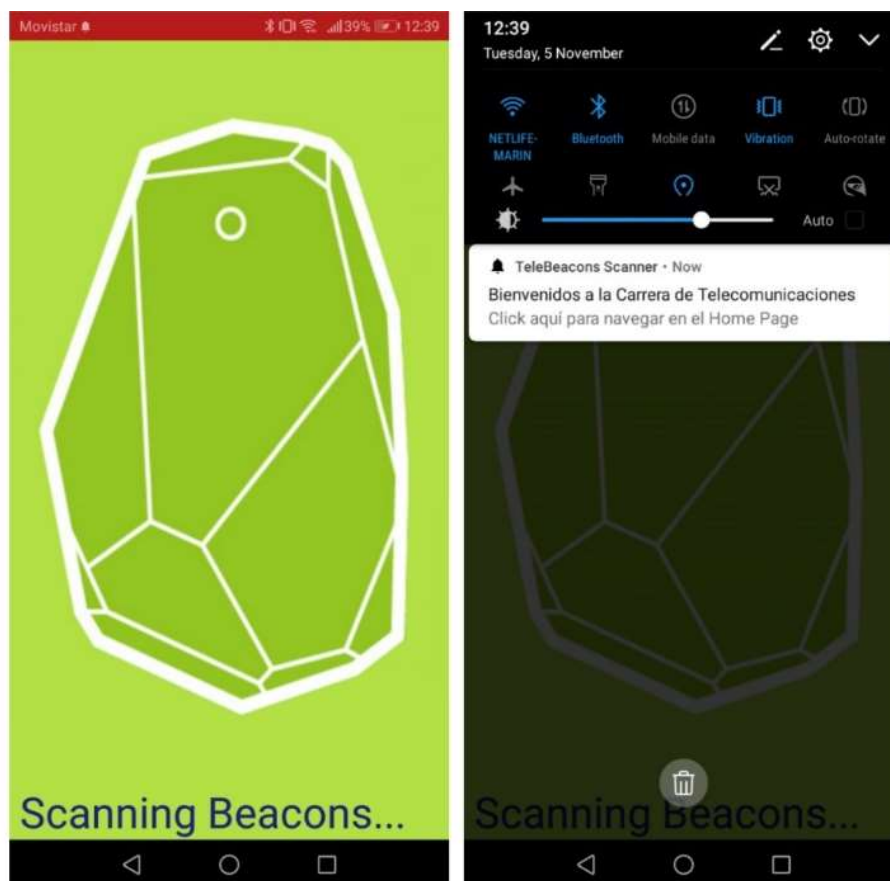 Movistar
39% 12:39
Scanning Beacons...
12:39
Tuesday, 5 November
NETLIFE-
MARIN
Bluetooth
Mobile data
Vibration
Auto-rotate
Auto
TeleBeacons Scanner • Now
Bienvenidos a la Carrera de Telecomunicaciones
Click aquí para navegar en el Home Page
Scanning Beacons...